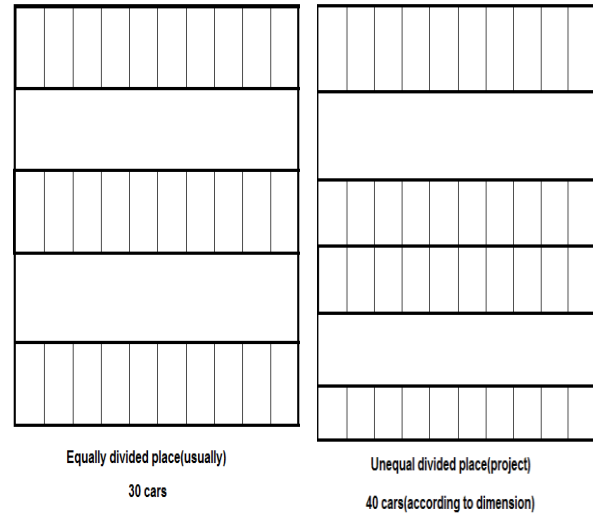 Equally divided place(usually)
30 cars
Unequal divided place(project)
40 cars(according to dimension)